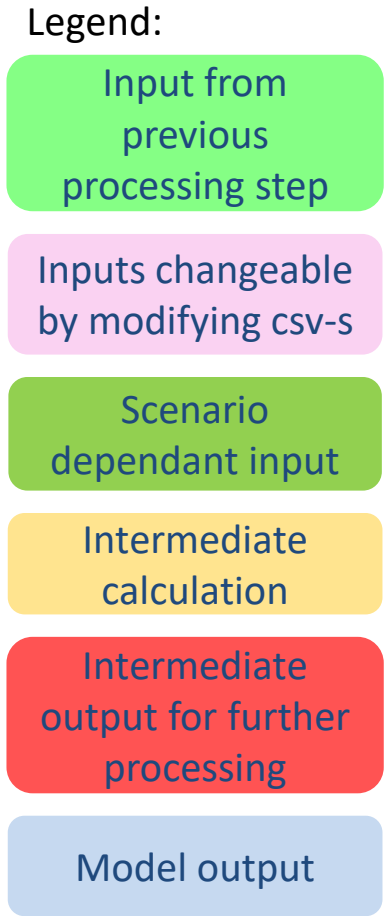 Legend:
Input from
previous
processing step
Inputs changeable
by modifying csv-s
Scenario
dependant input
Intermediate
calculation
Intermediate
output for further
processing
Model output